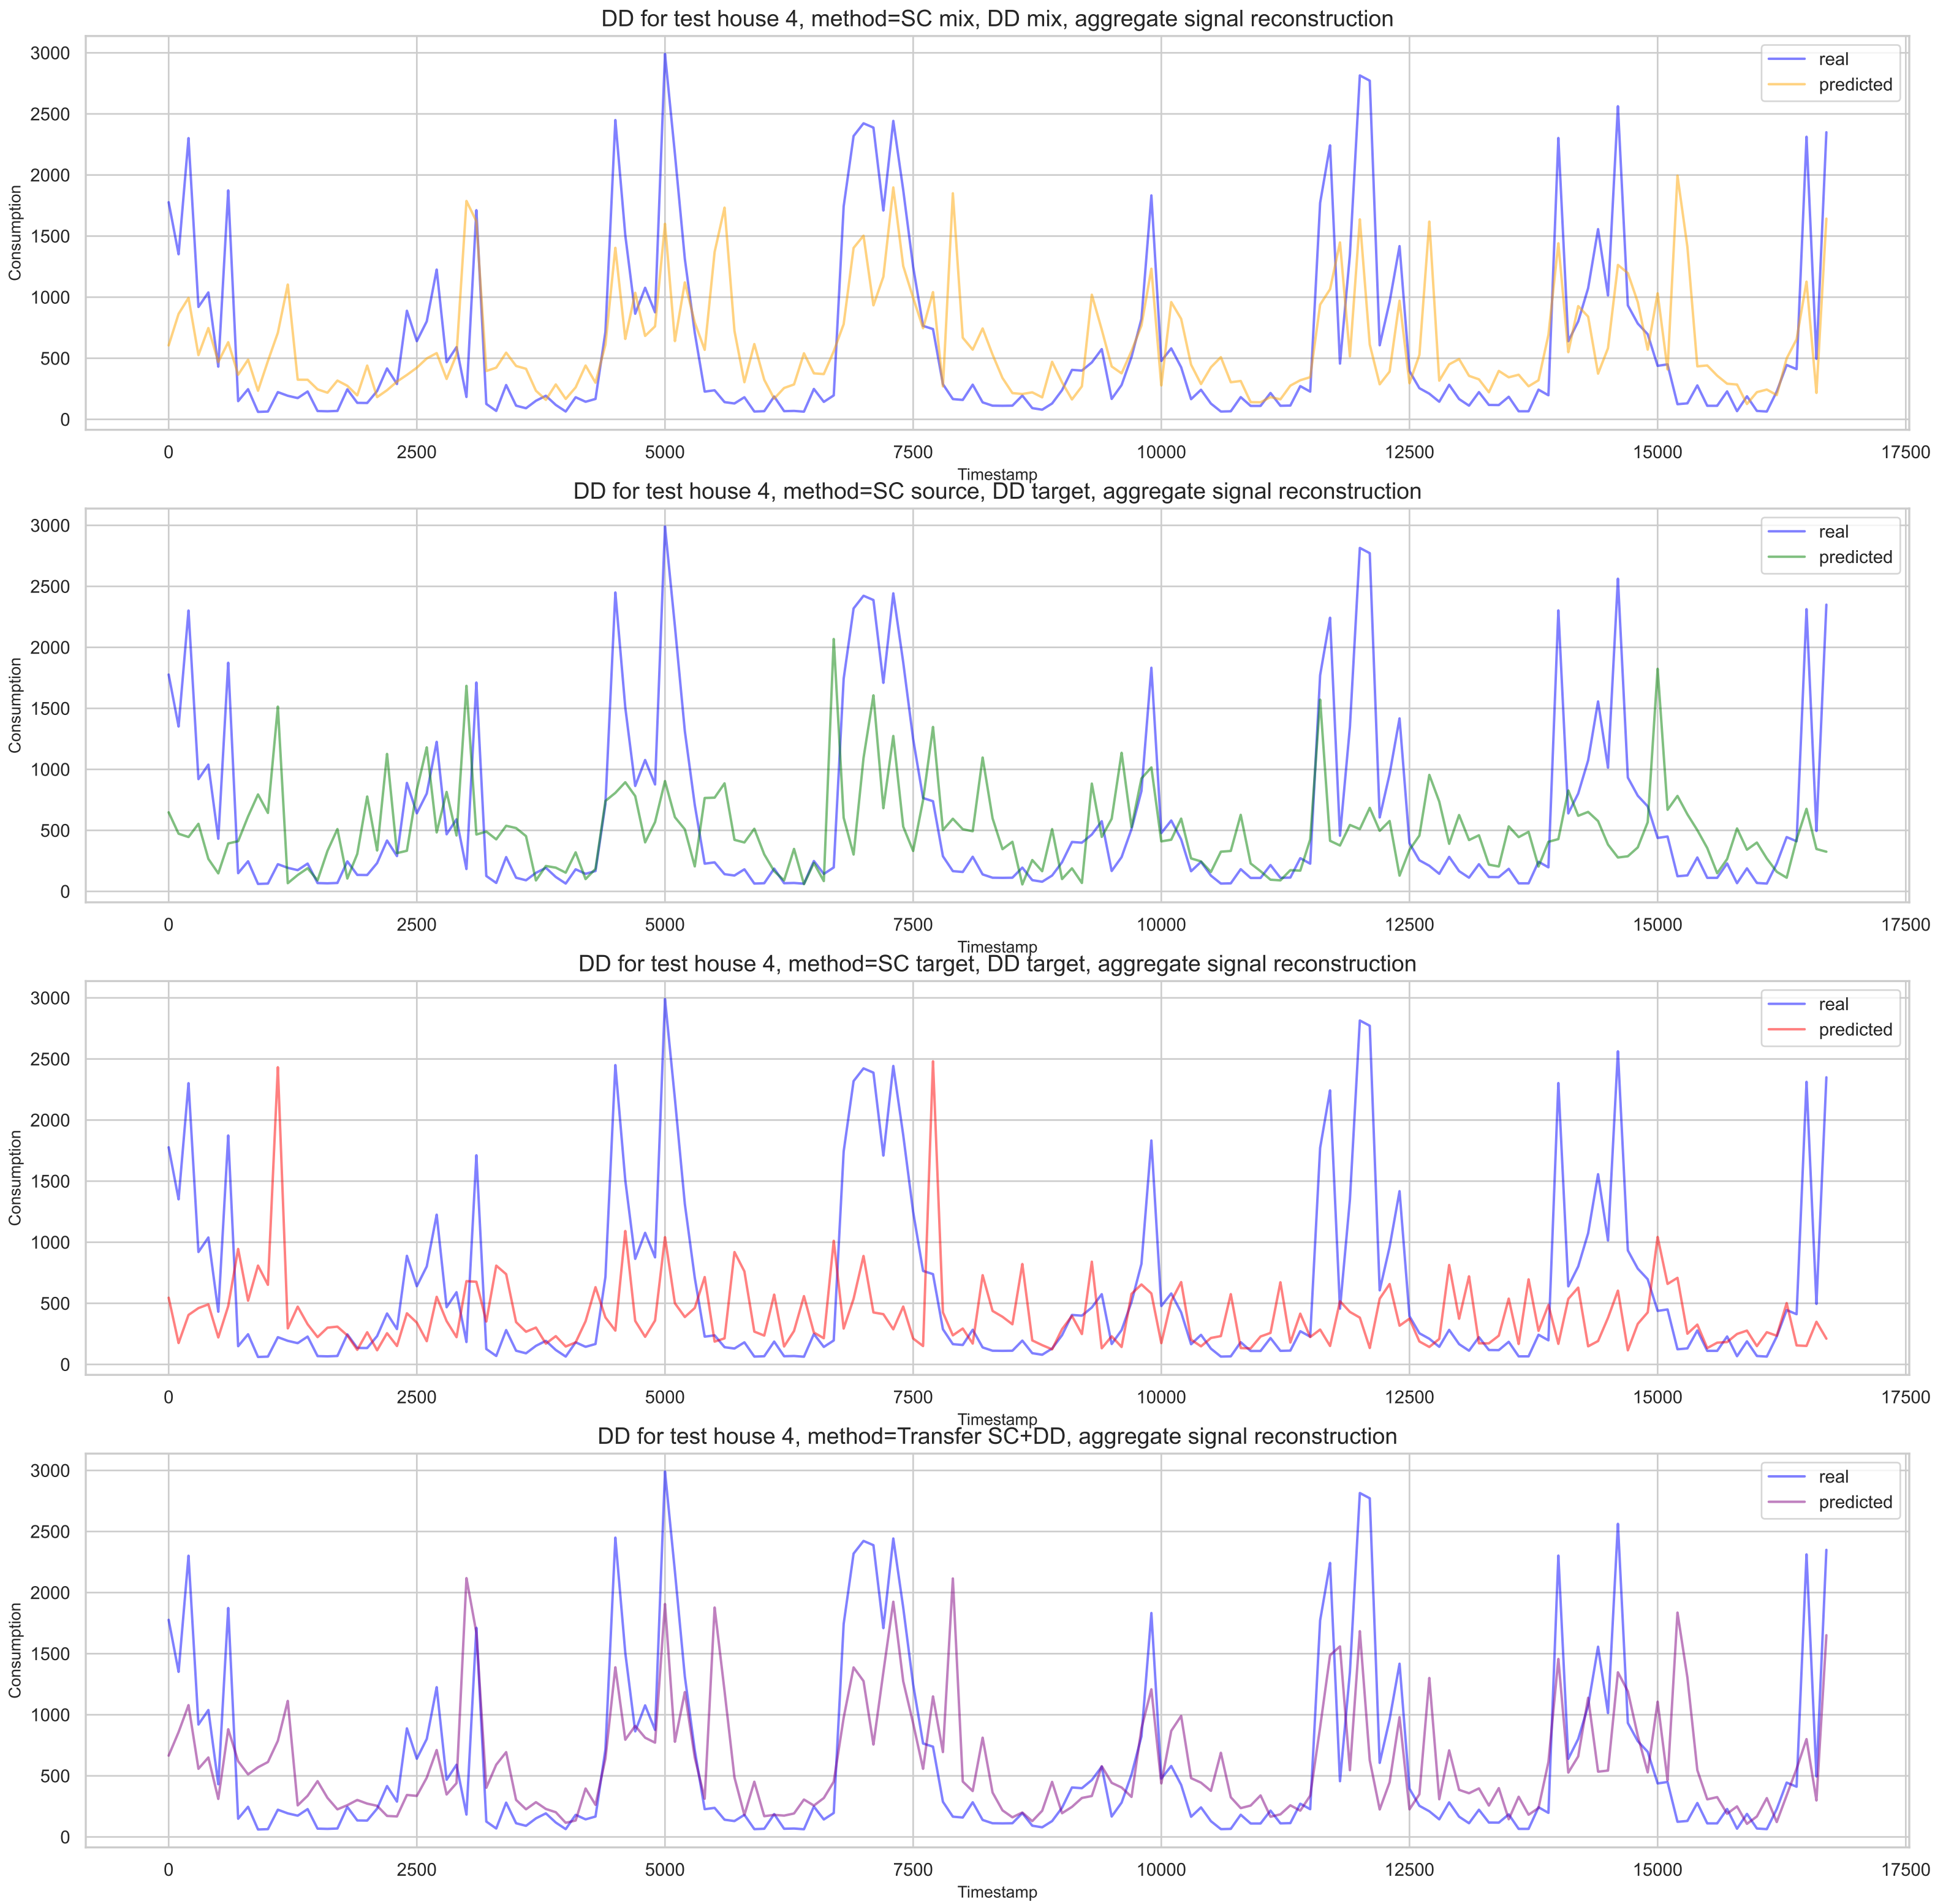 DD for test house 4, method=SC mix, DD mix, aggregate signal reconstruction
3000
2500
2000
1500
1000
500
0
Consumption
real
predicted
0 2500 5000 7500 10000 12500 15000 17500
Timestamp
DD for test house 4, method=SC source, DD target, aggregate signal reconstruction
3000
2500
2000
1500
1000
500
0
Consumption
real
predicted
0 2500 5000 7500 10000 12500 15000 17500
Timestamp
DD for test house 4, method=SC target, DD target, aggregate signal reconstruction
3000
2500
2000
1500
1000
500
0
Consumption
real
predicted
0 2500 5000 7500 10000 12500 15000 17500
Timestamp
DD for test house 4, method=Transfer SC+DD, aggregate signal reconstruction
3000
2500
2000
1500
1000
500
0
Consumption
real
predicted
0 2500 5000 7500 10000 12500 15000 17500
Timestamp